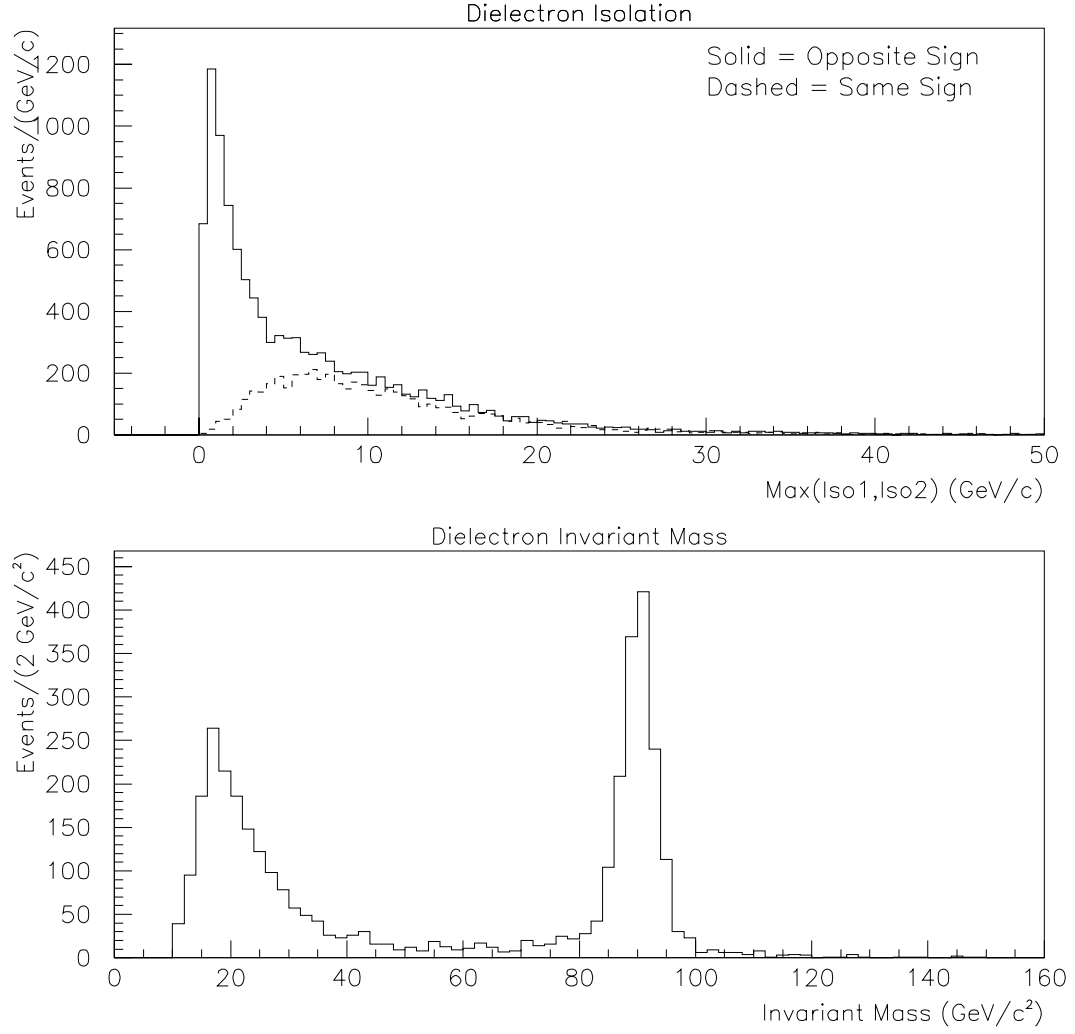 Dielectron Isolation
Events/(GeV/c)
1200
1000
800
600
400
200
0
Solid = Opposite Sign
Dashed = Same Sign
0 10 20 30 40 50
Max(Iso1,Iso2) (GeV/c)
Dielectron Invariant Mass
Events/(2 GeV/c²)
450
400
350
300
250
200
150
100
50
0
0 20 40 60 80 100 120 140 160
Invariant Mass (GeV/c²)